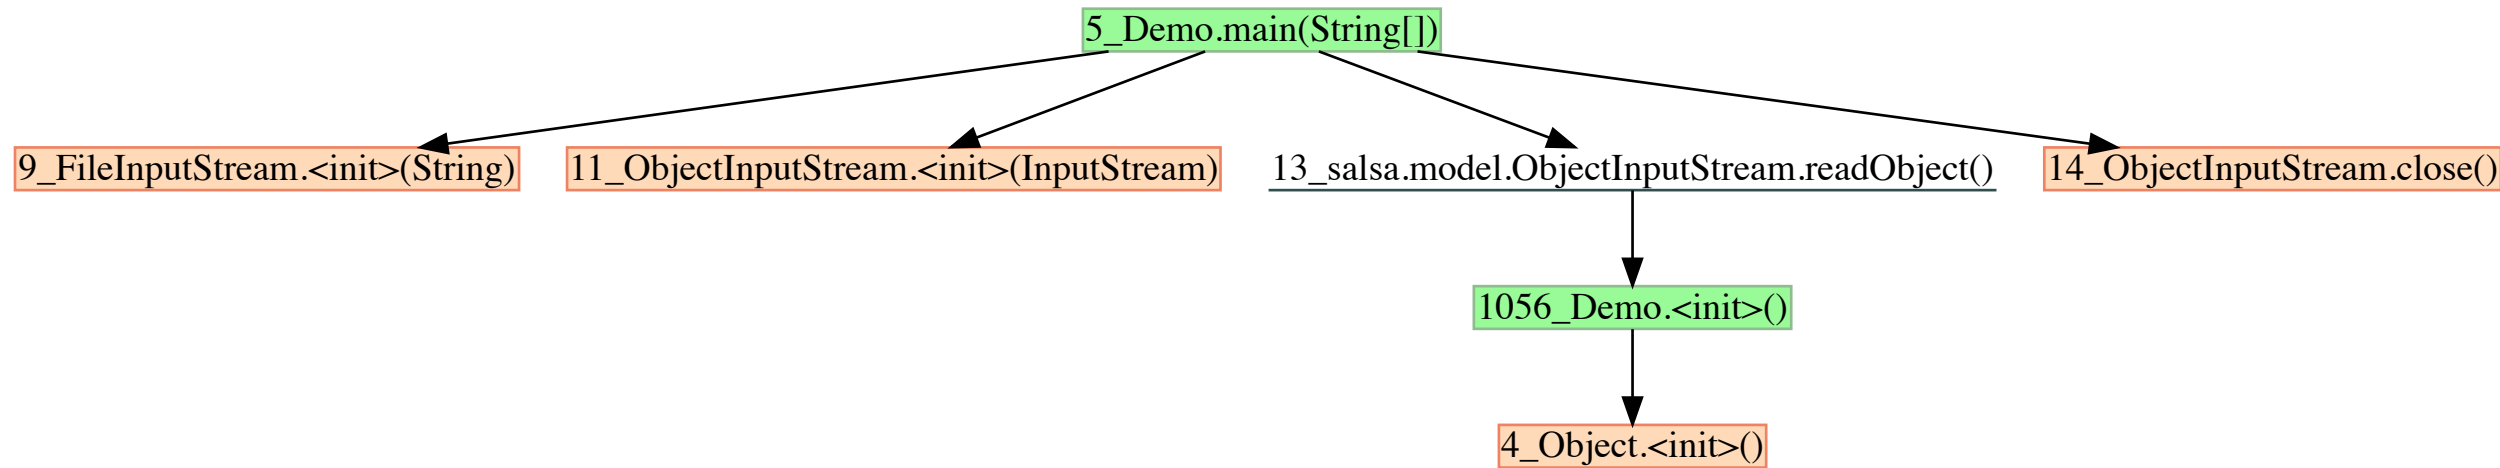 5_Demo.main(String[])
9_FileInputStream.<init>(String)
11_ObjectInputStream.<init>(InputStream)
13_salsa.model.ObjectInputStream.readObject()
14_ObjectInputStream.close()
1056_Demo.<init>()
4_Object.<init>()